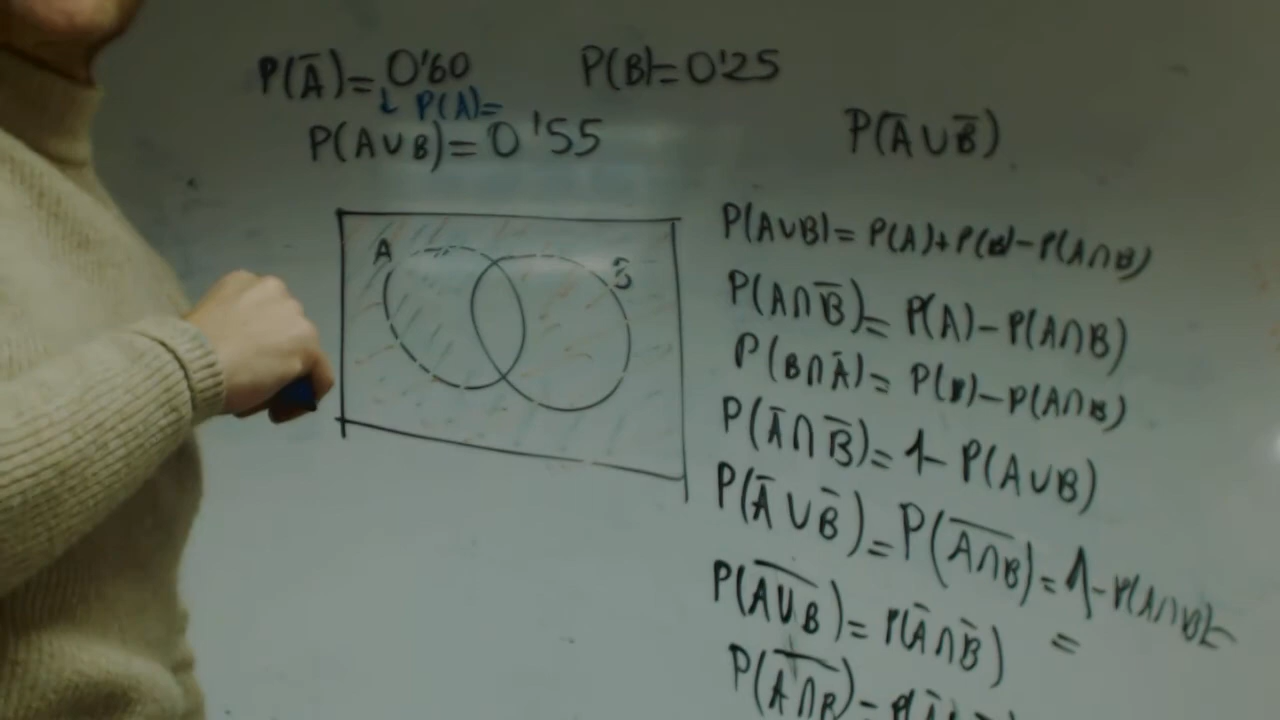 P(A̅)= 0'60 P(B)= 0'25
↳ P(A)=
P(A∪B)= 0'55 P(A̅∪B̅)
A B
P(A∪B)= P(A)+P(B)-P(A∩B)
P(A∩B̅)= P(A)-P(A∩B)
P(B∩A̅)= P(B)-P(A∩B)
P(A̅∩B̅)= 1-P(A∪B)
P(A̅∪B̅)= P(A̅∩̅B̅)= 1-P(A∩B)=
P(A̅∪̅B̅)= P(A̅∩B̅) =
P(A̅∩̅B̅)=